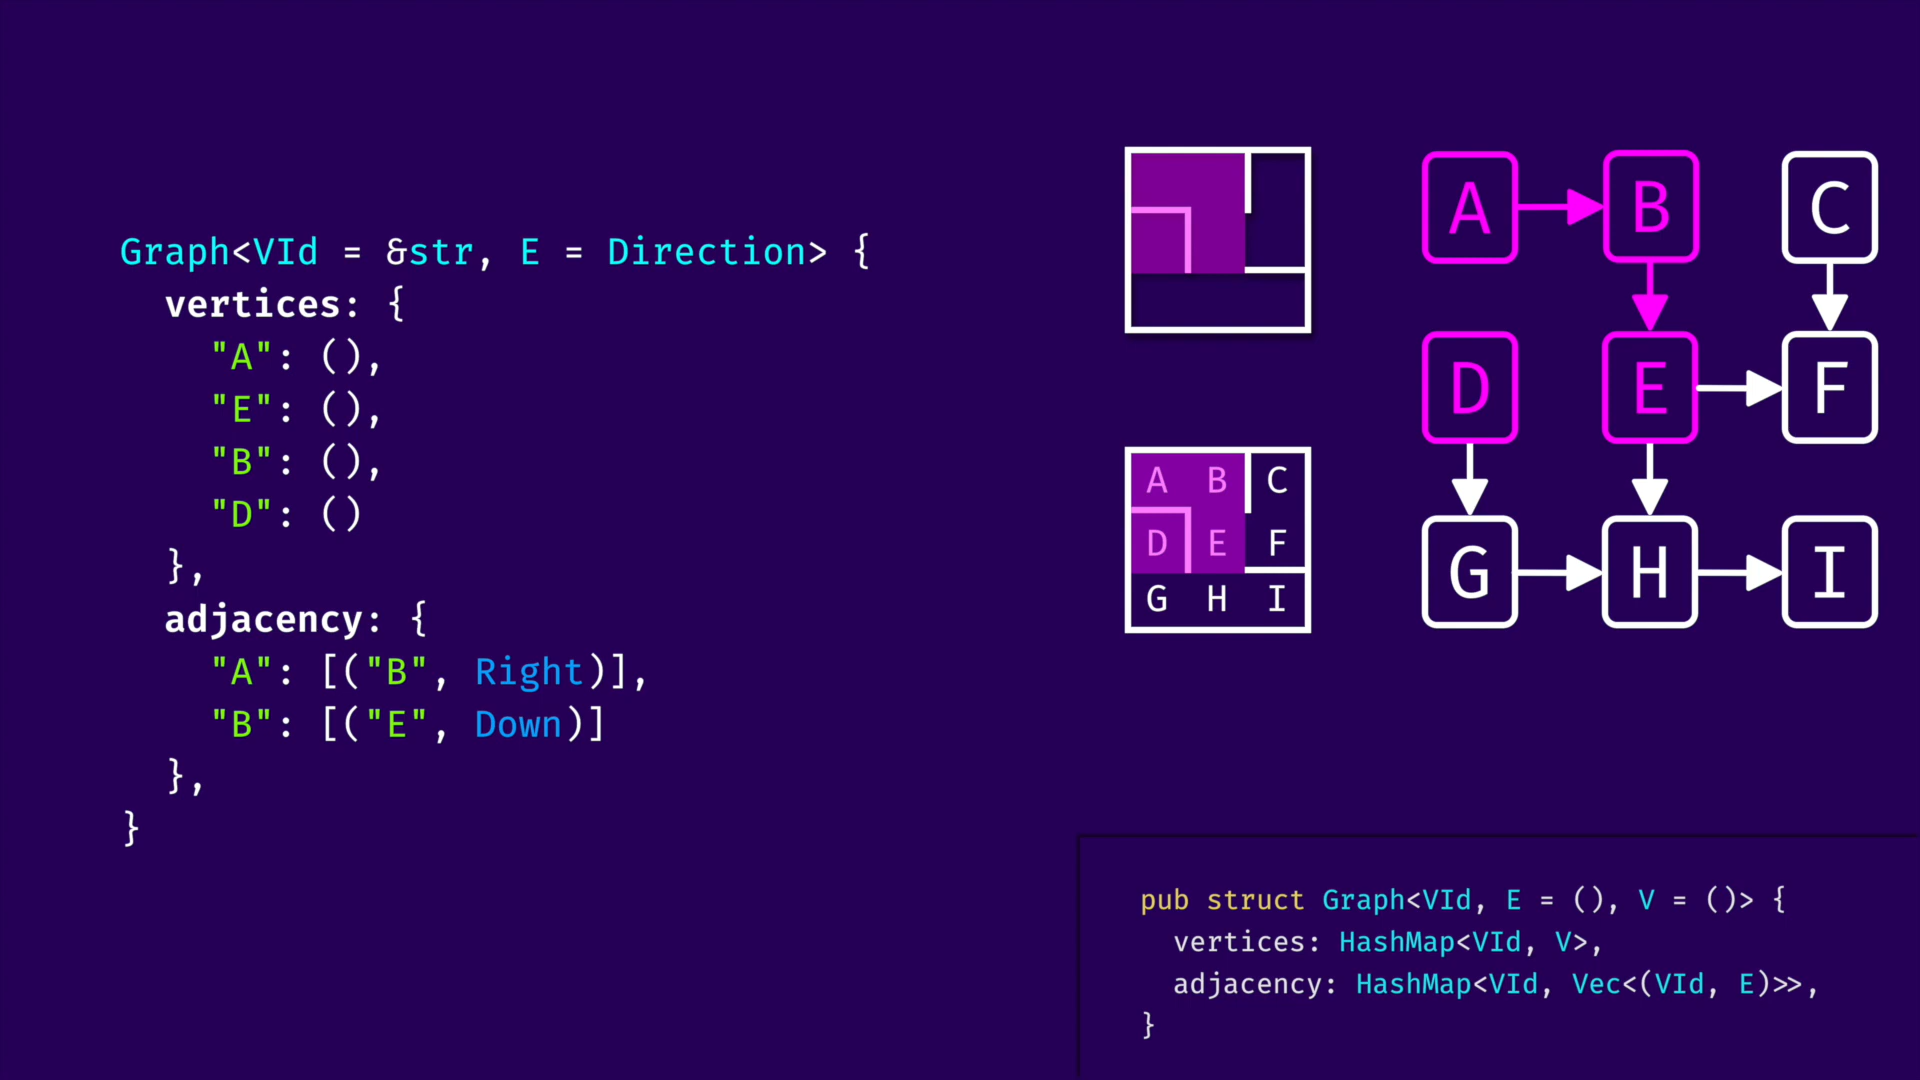 Graph<VId = &str, E = Direction> {
vertices: {
"A": (),
"E": (),
"B": (),
"D": ()
},
adjacency: {
"A": [("B", Right)],
"B": [("E", Down)]
},
}
A B C
D E F
G H I
A B C
D E F
G H I
pub struct Graph<VId, E = (), V = ()> {
vertices: HashMap<VId, V>,
adjacency: HashMap<VId, Vec<(VId, E)>>,
}